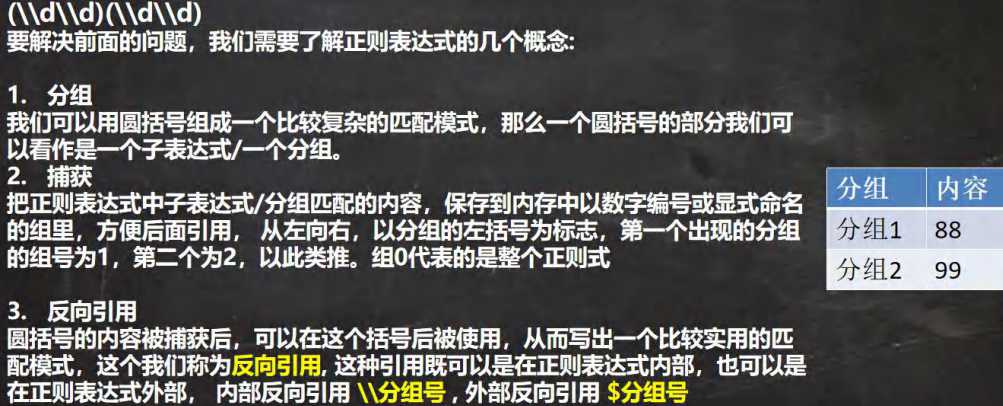 (\\d\\d)(\\d\\d)
要解决前面的问题，我们需要了解正则表达式的几个概念:
1. 分组
我们可以用圆括号组成一个比较复杂的匹配模式，那么一个圆括号的部分我们可
以看作是一个子表达式/一个分组。
2. 捕获
把正则表达式中子表达式/分组匹配的内容，保存到内存中以数字编号或显式命名
的组里，方便后面引用， 从左向右，以分组的左括号为标志，第一个出现的分组
的组号为1，第二个为2，以此类推。组0代表的是整个正则式
3. 反向引用
圆括号的内容被捕获后，可以在这个括号后被使用，从而写出一个比较实用的匹
配模式，这个我们称为反向引用, 这种引用既可以是在正则表达式内部，也可以是
在正则表达式外部， 内部反向引用 \\分组号 , 外部反向引用 $分组号
分组 内容
分组1 88
分组2 99